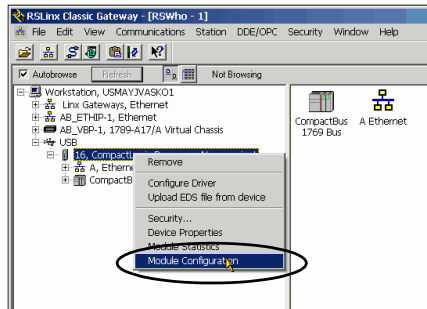 RSLinx Classic Gateway - [RSWho - 1]
File Edit View Communications Station DDE/OPC Security Window Help
Autobrowse Refresh Not Browsing
Workstation, USMAYJVASKO1
Linx Gateways, Ethernet
AB_ETHIP-1, Ethernet
AB_VBP-1, 1789-A17/A Virtual Chassis
USB
16,
A, Etherne
CompactB
Remove
Configure Driver
Upload EDS file from device
Security...
Device Properties
Module Statistics
Module Configuration
CompactBus
1769 Bus
A Ethernet